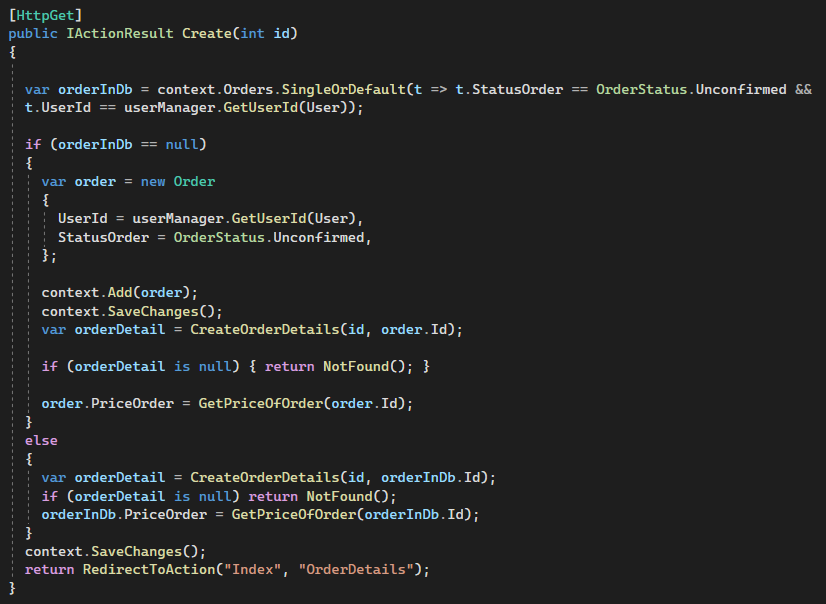 [HttpGet]
public IActionResult Create(int id)
{
var orderInDb = context.Orders.SingleOrDefault(t => t.StatusOrder == OrderStatus.Unconfirmed &&
t.UserId == userManager.GetUserId(User));
if (orderInDb == null)
{
var order = new Order
{
UserId = userManager.GetUserId(User),
StatusOrder = OrderStatus.Unconfirmed,
};
context.Add(order);
context.SaveChanges();
var orderDetail = CreateOrderDetails(id, order.Id);
if (orderDetail is null) { return NotFound(); }
order.PriceOrder = GetPriceOfOrder(order.Id);
}
else
{
var orderDetail = CreateOrderDetails(id, orderInDb.Id);
if (orderDetail is null) return NotFound();
orderInDb.PriceOrder = GetPriceOfOrder(orderInDb.Id);
}
context.SaveChanges();
return RedirectToAction("Index", "OrderDetails");
}